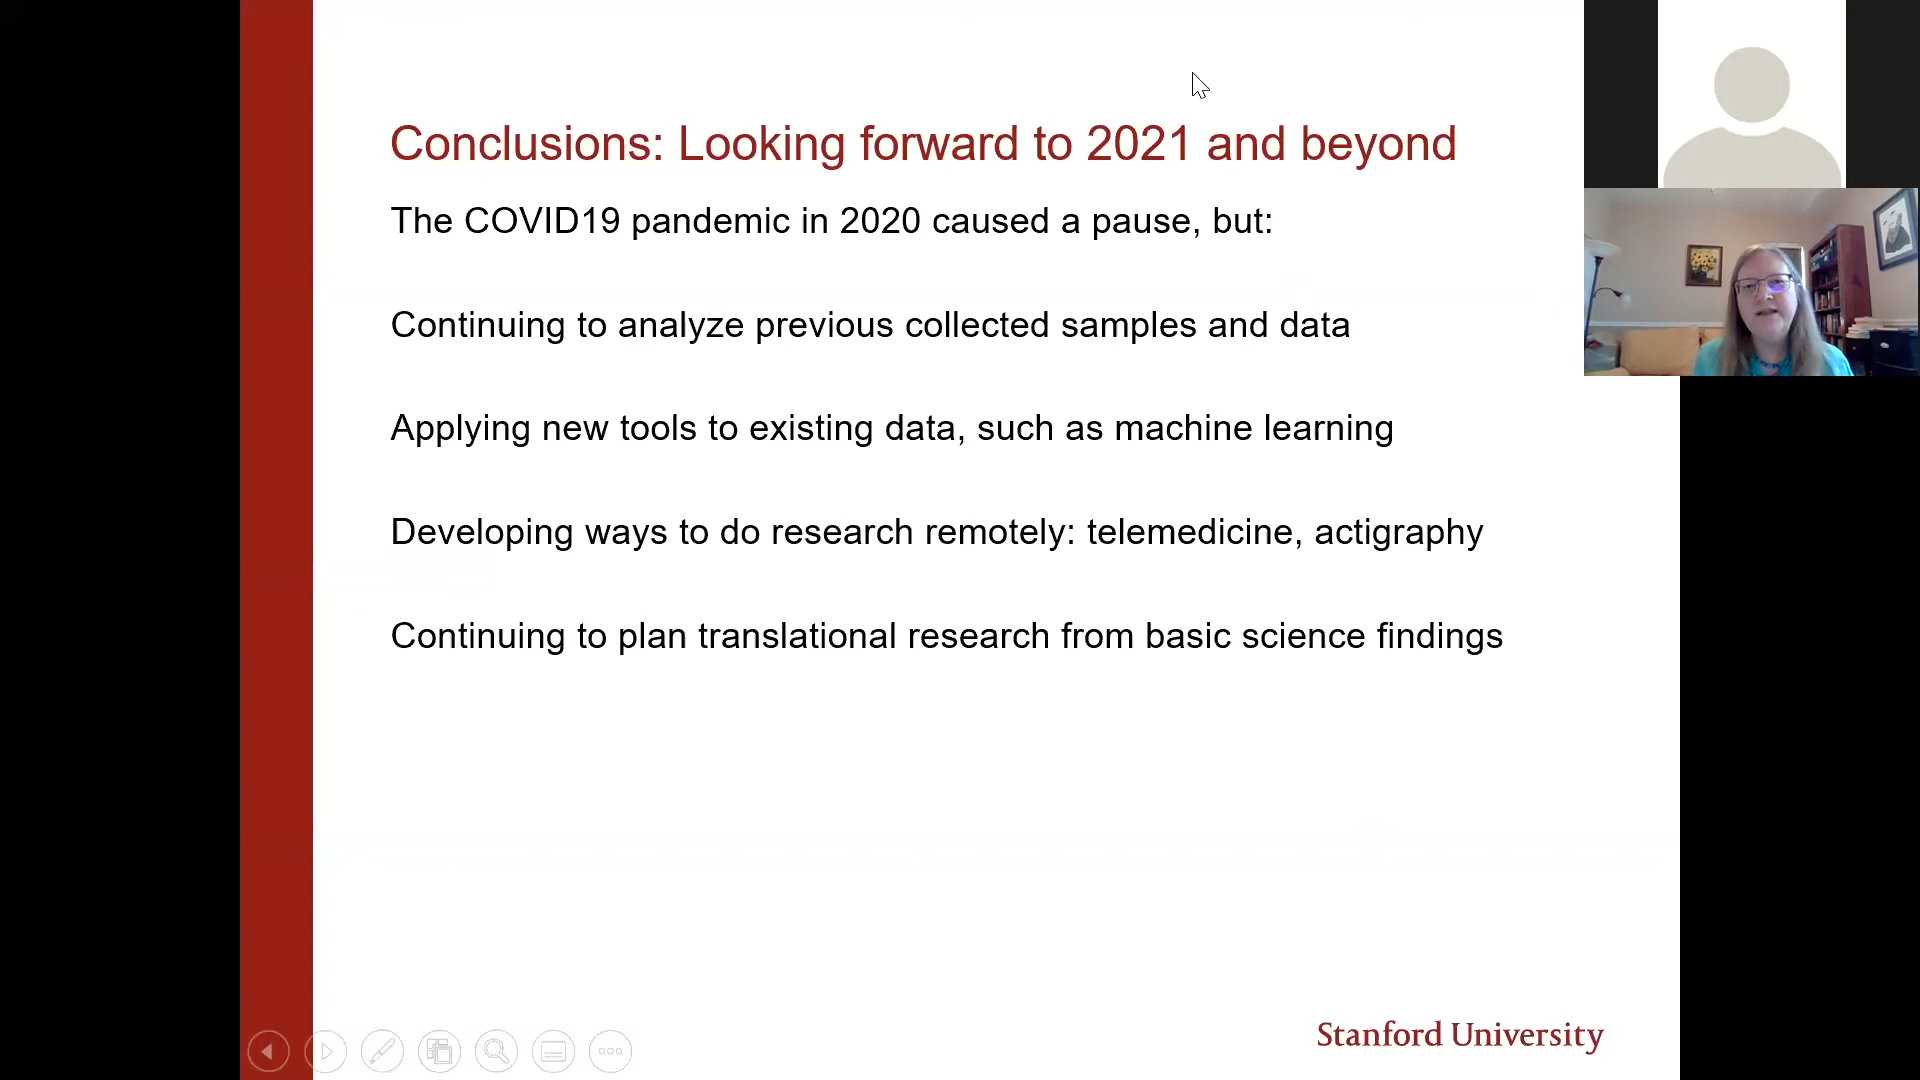 Conclusions: Looking forward to 2021 and beyond
The COVID19 pandemic in 2020 caused a pause, but:
Continuing to analyze previous collected samples and data
Applying new tools to existing data, such as machine learning
Developing ways to do research remotely: telemedicine, actigraphy
Continuing to plan translational research from basic science findings
Stanford University